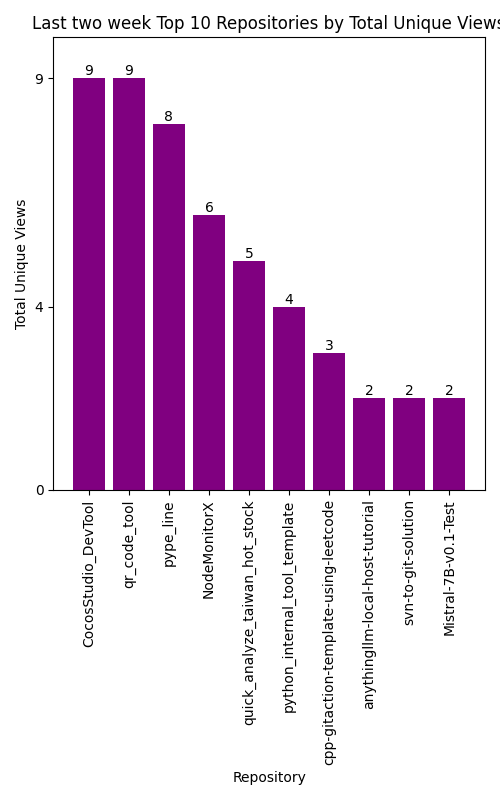 Last two week Top 10 Repositories by Total Unique Views
Total Unique Views
9
4
0
9
9
8
6
5
4
3
2
2
2
CocosStudio_DevTool
qr_code_tool
pype_line
NodeMonitorX
quick_analyze_taiwan_hot_stock
python_internal_tool_template
cpp-gitaction-template-using-leetcode
anythingllm-local-host-tutorial
svn-to-git-solution
Mistral-7B-v0.1-Test
Repository